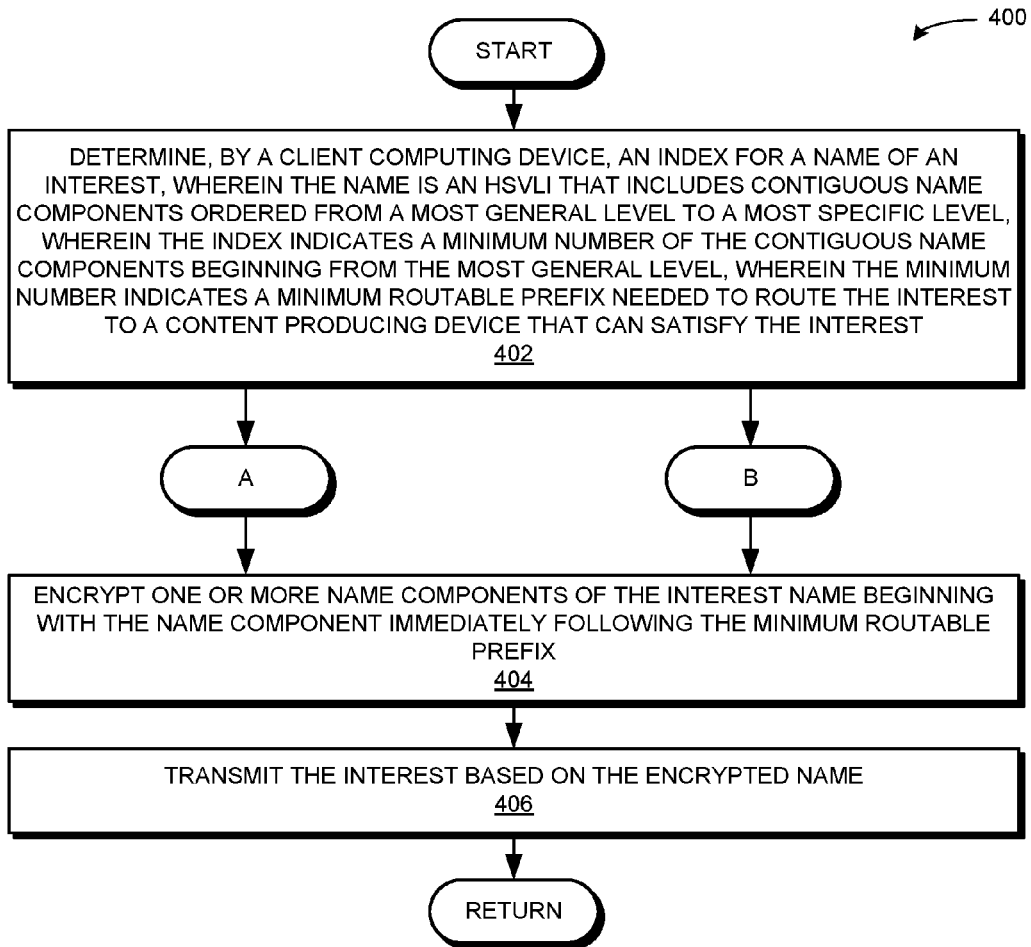 400
START
DETERMINE, BY A CLIENT COMPUTING DEVICE, AN INDEX FOR A NAME OF AN
INTEREST, WHEREIN THE NAME IS AN HSVLI THAT INCLUDES CONTIGUOUS NAME
COMPONENTS ORDERED FROM A MOST GENERAL LEVEL TO A MOST SPECIFIC LEVEL,
WHEREIN THE INDEX INDICATES A MINIMUM NUMBER OF THE CONTIGUOUS NAME
COMPONENTS BEGINNING FROM THE MOST GENERAL LEVEL, WHEREIN THE MINIMUM
NUMBER INDICATES A MINIMUM ROUTABLE PREFIX NEEDED TO ROUTE THE INTEREST
TO A CONTENT PRODUCING DEVICE THAT CAN SATISFY THE INTEREST
402
A
B
ENCRYPT ONE OR MORE NAME COMPONENTS OF THE INTEREST NAME BEGINNING
WITH THE NAME COMPONENT IMMEDIATELY FOLLOWING THE MINIMUM ROUTABLE
PREFIX
404
TRANSMIT THE INTEREST BASED ON THE ENCRYPTED NAME
406
RETURN